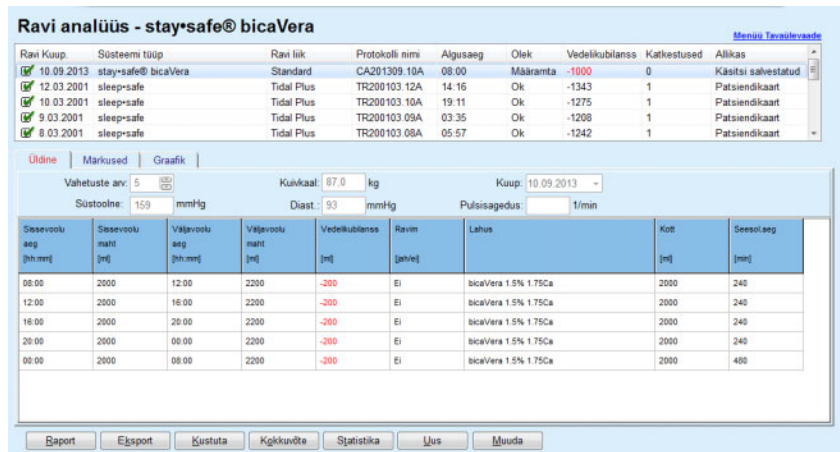 Ravi analüüs - stay•safe® bicaVera
Menüü Tavaülevaade
Ravi Kuup. Süsteemi tüüp Ravi liik Protokolli nimi Algusaeg Olek Vedelikubilanss Katkestused Allikas
10.09.2013 stay•safe® bicaVera Standard CA201309.10A 08:00 Määramta -1000 0 Käsitsi salvestatud
12.03.2001 sleep•safe Tidal Plus TR200103.12A 14:16 Ok -1343 1 Patsiendikaart
10.03.2001 sleep•safe Tidal Plus TR200103.10A 19:11 Ok -1275 1 Patsiendikaart
9.03.2001 sleep•safe Tidal Plus TR200103.09A 03:35 Ok -1208 1 Patsiendikaart
8.03.2001 sleep•safe Tidal Plus TR200103.08A 05:57 Ok -1242 1 Patsiendikaart
Üldine Märkused Graafik
Vahetuste arv: 5 Kuivkaal: 87,0 kg Kuup: 10.09.2013
Süstoolne: 159 mmHg Diast.: 93 mmHg Pulsisagedus: 1/min
Sissevoolu Sissevoolu Väljavoolu Väljavoolu Vedelikubilanss Ravim Lahus Kott Seesol.aeg
aeg maht aeg maht
[hh:mm] [ml] [hh:mm] [ml] [ml] [jah/ei] [ml] [min]
08:00 2000 12:00 2200 -200 Ei bicaVera 1.5% 1.75Ca 2000 240
12:00 2000 16:00 2200 -200 Ei bicaVera 1.5% 1.75Ca 2000 240
16:00 2000 20:00 2200 -200 Ei bicaVera 1.5% 1.75Ca 2000 240
20:00 2000 00:00 2200 -200 Ei bicaVera 1.5% 1.75Ca 2000 240
00:00 2000 08:00 2200 -200 Ei bicaVera 1.5% 1.75Ca 2000 480
Raport Eksport Kustuta Kokkuvõte Statistika Uus Muuda